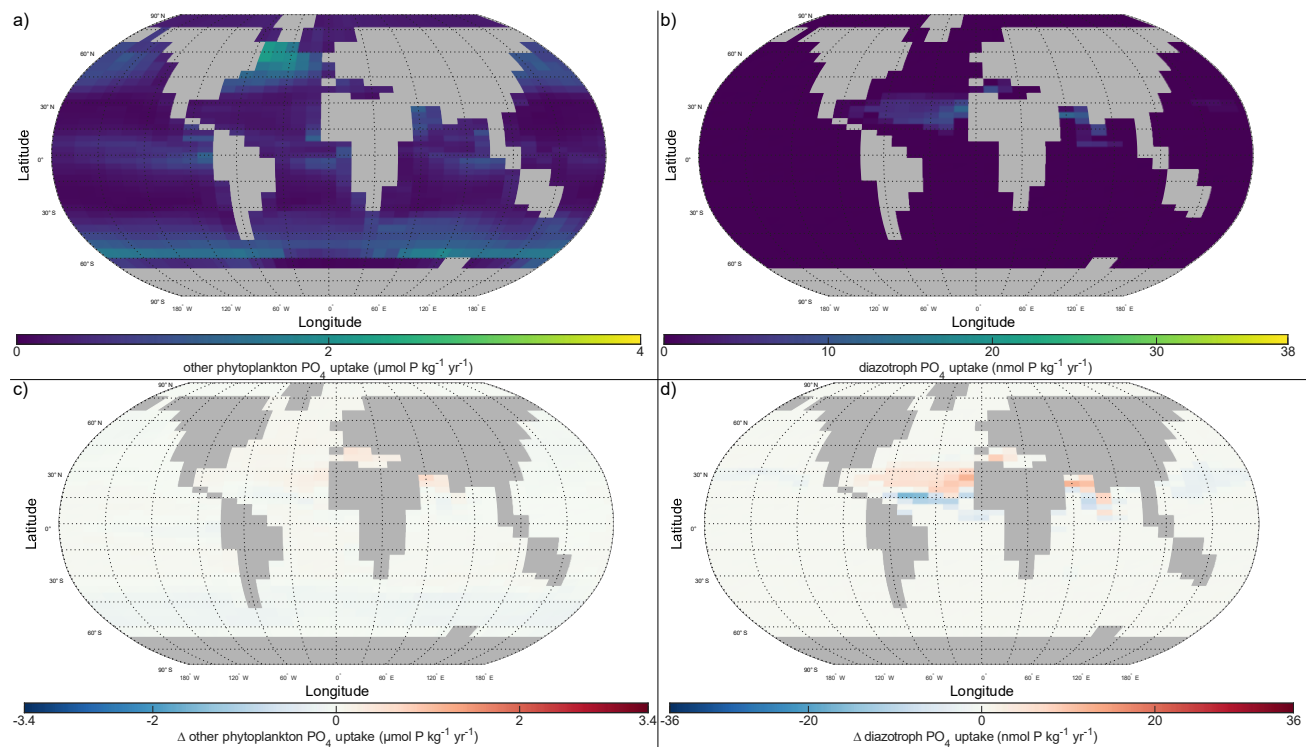 a)
90° N
60° N
30° N
0°
30° S
60° S
90° S
Latitude
180° W
120° W
60° W
0°
60° E
120° E
180° E
Longitude
0
2
4
other phytoplankton PO4 uptake (μmol P kg-1 yr-1)
b)
90° N
60° N
30° N
0°
30° S
60° S
90° S
Latitude
180° W
120° W
60° W
0°
60° E
120° E
180° E
Longitude
0
10
20
30
38
diazotroph PO4 uptake (nmol P kg-1 yr-1)
c)
90° N
60° N
30° N
0°
30° S
60° S
90° S
Latitude
180° W
120° W
60° W
0°
60° E
120° E
180° E
Longitude
-3.4
-2
0
2
3.4
Δ other phytoplankton PO4 uptake (μmol P kg-1 yr-1)
d)
90° N
60° N
30° N
0°
30° S
60° S
90° S
Latitude
180° W
120° W
60° W
0°
60° E
120° E
180° E
Longitude
-36
-20
0
20
36
Δ diazotroph PO4 uptake (nmol P kg-1 yr-1)